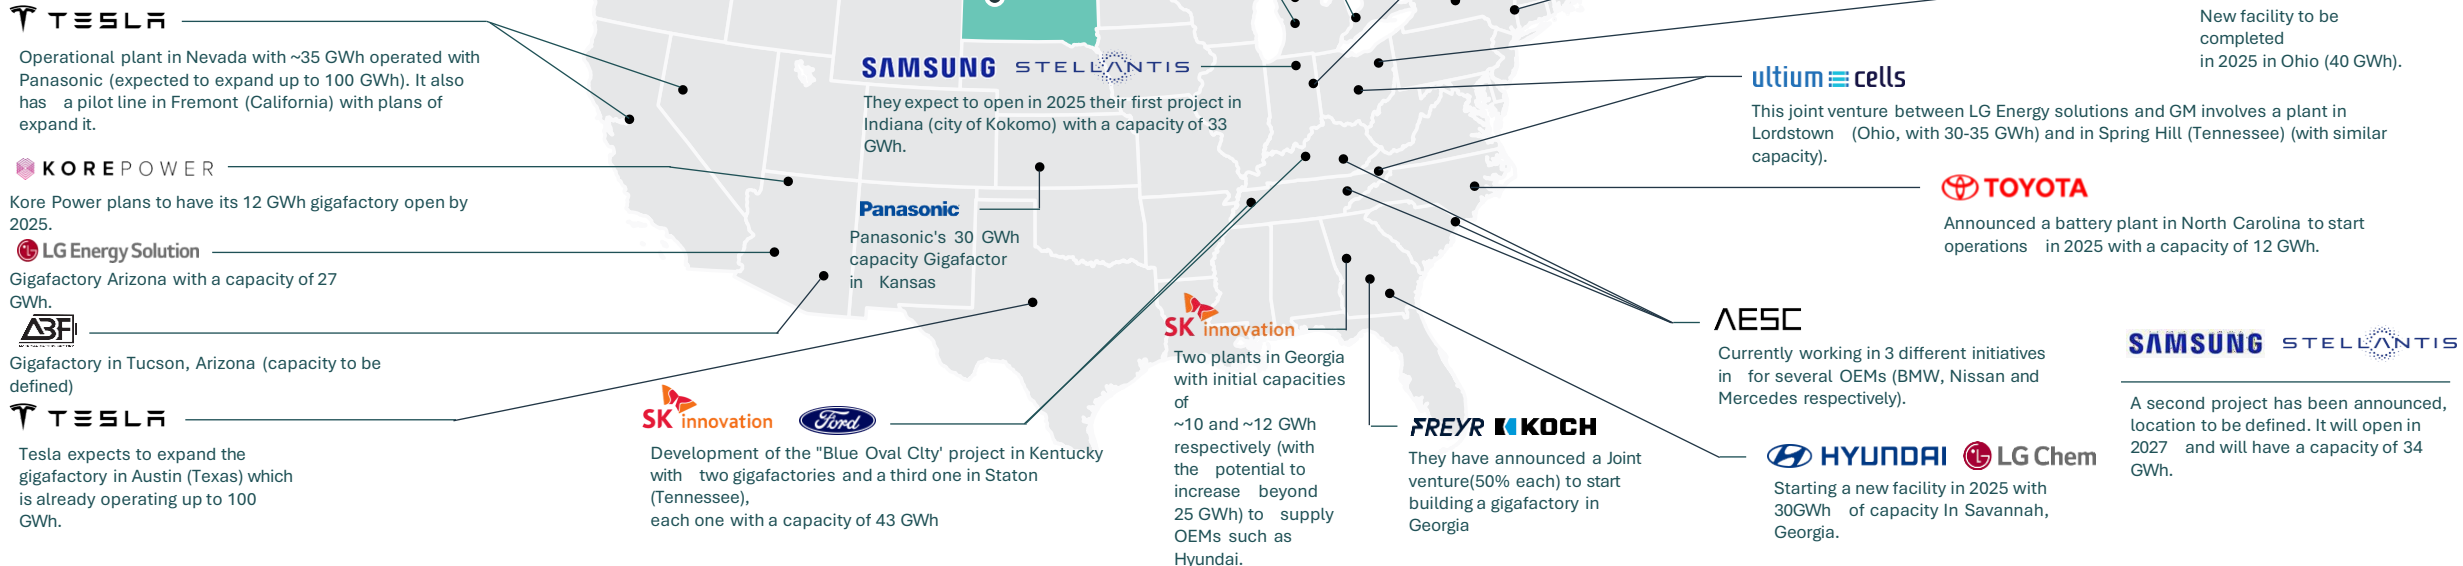 TESLA
Operational plant in Nevada with ~35 GWh operated with
Panasonic (expected to expand up to 100 GWh). It also
has a pilot line in Fremont (California) with plans of
expand it.
KOREPOWER
Kore Power plans to have its 12 GWh gigafactory open by
2025.
LG Energy Solution
Gigafactory Arizona with a capacity of 27
GWh.
ABF
Gigafactory in Tucson, Arizona (capacity to be
defined)
TESLA
Tesla expects to expand the
gigafactory in Austin (Texas) which
is already operating up to 100
GWh.
SAMSUNG STELLANTIS
They expect to open in 2025 their first project in
Indiana (city of Kokomo) with a capacity of 33
GWh.
Panasonic
Panasonic's 30 GWh
capacity Gigafactor
in Kansas
SK innovation Ford
Development of the "Blue Oval CIty' project in Kentucky
with two gigafactories and a third one in Staton
(Tennessee),
each one with a capacity of 43 GWh
SK innovation
Two plants in Georgia
with initial capacities
of
~10 and ~12 GWh
respectively (with
the potential to
increase beyond
25 GWh) to supply
OEMs such as
Hyundai.
FREYR KOCH
They have announced a Joint
venture(50% each) to start
building a gigafactory in
Georgia
New facility to be
completed
in 2025 in Ohio (40 GWh).
ultium cells
This joint venture between LG Energy solutions and GM involves a plant in
Lordstown (Ohio, with 30-35 GWh) and in Spring Hill (Tennessee) (with similar
capacity).
TOYOTA
Announced a battery plant in North Carolina to start
operations in 2025 with a capacity of 12 GWh.
AESC
Currently working in 3 different initiatives
in for several OEMs (BMW, Nissan and
Mercedes respectively).
HYUNDAI LG Chem
Starting a new facility in 2025 with
30GWh of capacity In Savannah,
Georgia.
SAMSUNG STELLANTIS
A second project has been announced,
location to be defined. It will open in
2027 and will have a capacity of 34
GWh.